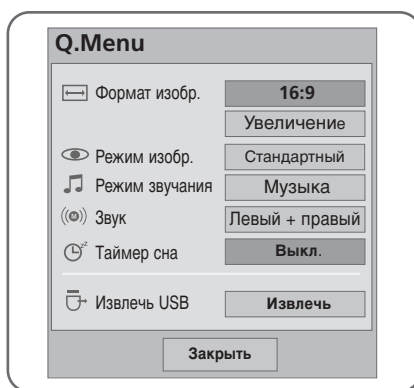 Q.Menu
Формат изобр. 16:9
Увеличение
Режим изобр. Стандартный
Режим звучания Музыка
((o)) Звук Левый + правый
Таймер сна Выкл.
Извлечь USB Извлечь
Закрыть